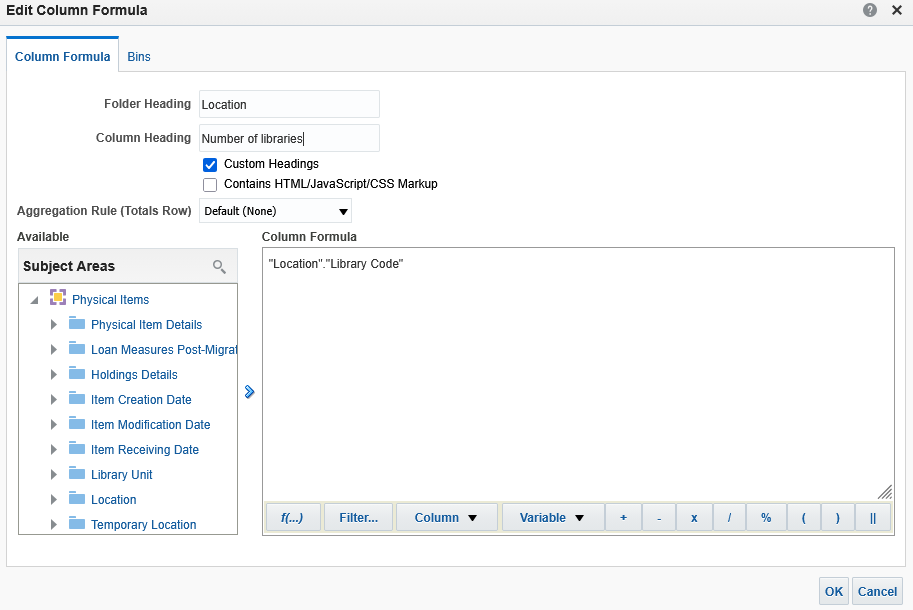 Edit Column Formula
Column Formula
Bins
Folder Heading
Location
Column Heading
Number of libraries
Custom Headings
Contains HTML/JavaScript/CSS Markup
Aggregation Rule (Totals Row)
Default (None)
Available
Subject Areas
Physical Items
Physical Item Details
Loan Measures Post-Migrat
Holdings Details
Item Creation Date
Item Modification Date
Item Receiving Date
Library Unit
Location
Temporary Location
Column Formula
"Location"."Library Code"
f(...)
Filter...
Column
Variable
+
-
x
/
%
(
)
||
OK
Cancel